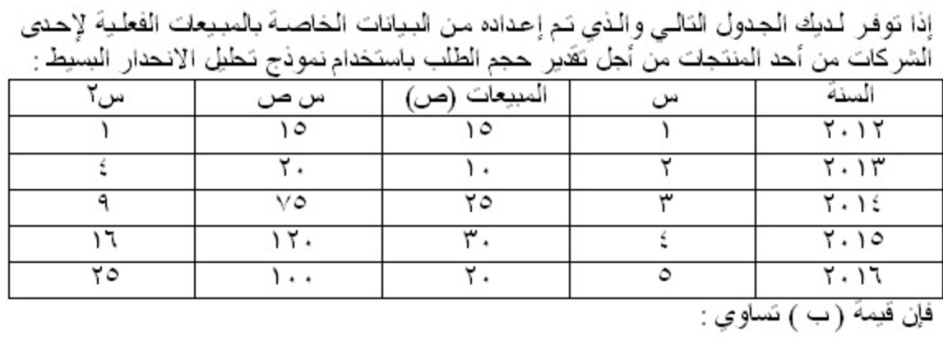 إذا توفر لديك الجدول التالي والذي تم إعداده من البيانات الخاصة بالمبيعات الفعلية لإحدى
الشركات من أحد المنتجات من أجل تقدير حجم الطلب باستخدام نموذج تحليل الانحدار البسيط :
السنة س المبيعات (ص) س ص س٢
٢٠١٢ ١ ١٥ ١٥ ١
٢٠١٣ ٢ ١٠ ٢٠ ٤
٢٠١٤ ٣ ٢٥ ٧٥ ٩
٢٠١٥ ٤ ٣٠ ١٢٠ ١٦
٢٠١٦ ٥ ٢٠ ١٠٠ ٢٥
فإن قيمة ( ب ) تساوي :